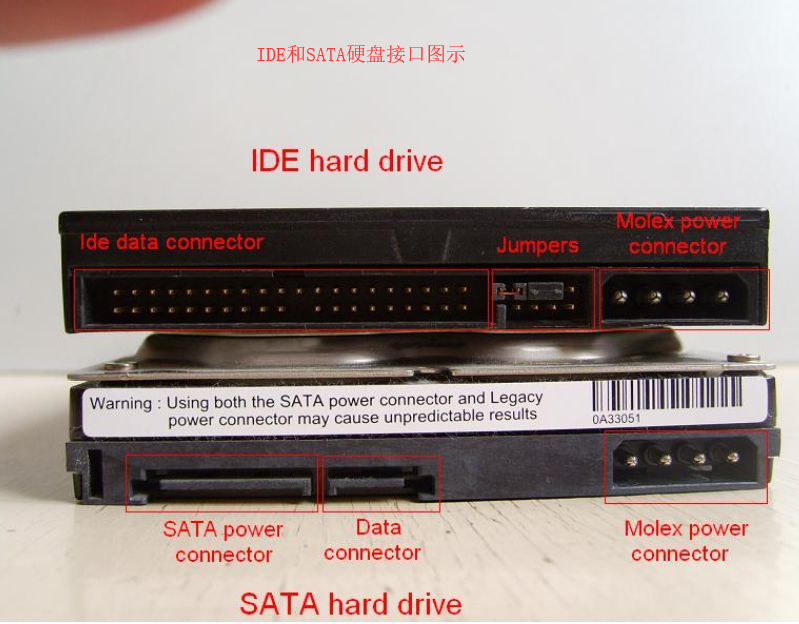 IDE和SATA硬盘接口图示
IDE hard drive
Ide data connector
Jumpers
Molex power
connector
Warning : Using both the SATA power connector and Legacy
power connector may cause unpredictable results
0A33051
SATA power
connector
Data
connector
Molex power
connector
SATA hard drive